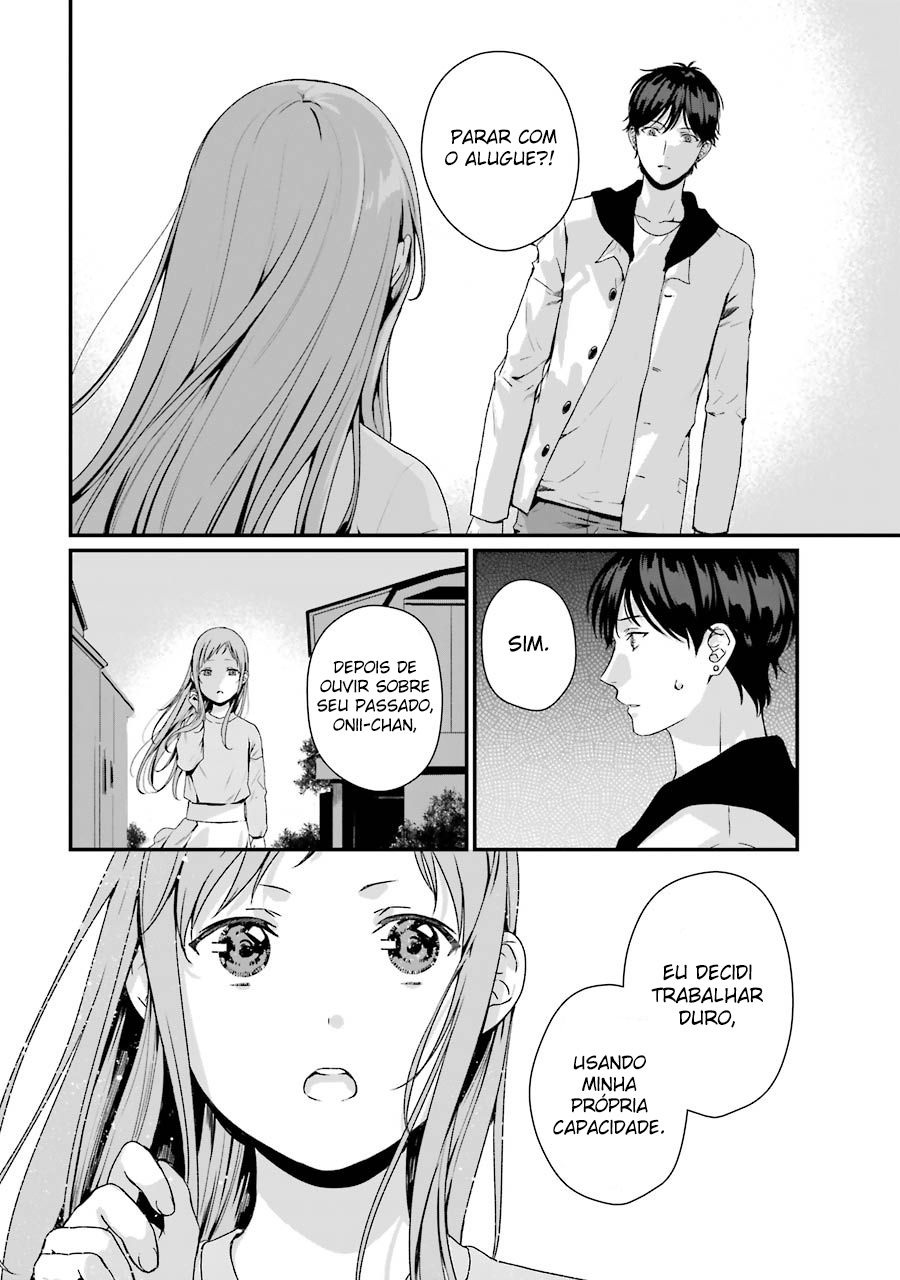 PARAR COM
O ALUGUE?!
SIM.
DEPOIS DE
OUVIR SOBRE
SEU PASSADO,
ONII-CHAN,
EU DECIDI
TRABALHAR
DURO,
USANDO
MINHA
PRÓPRIA
CAPACIDADE.